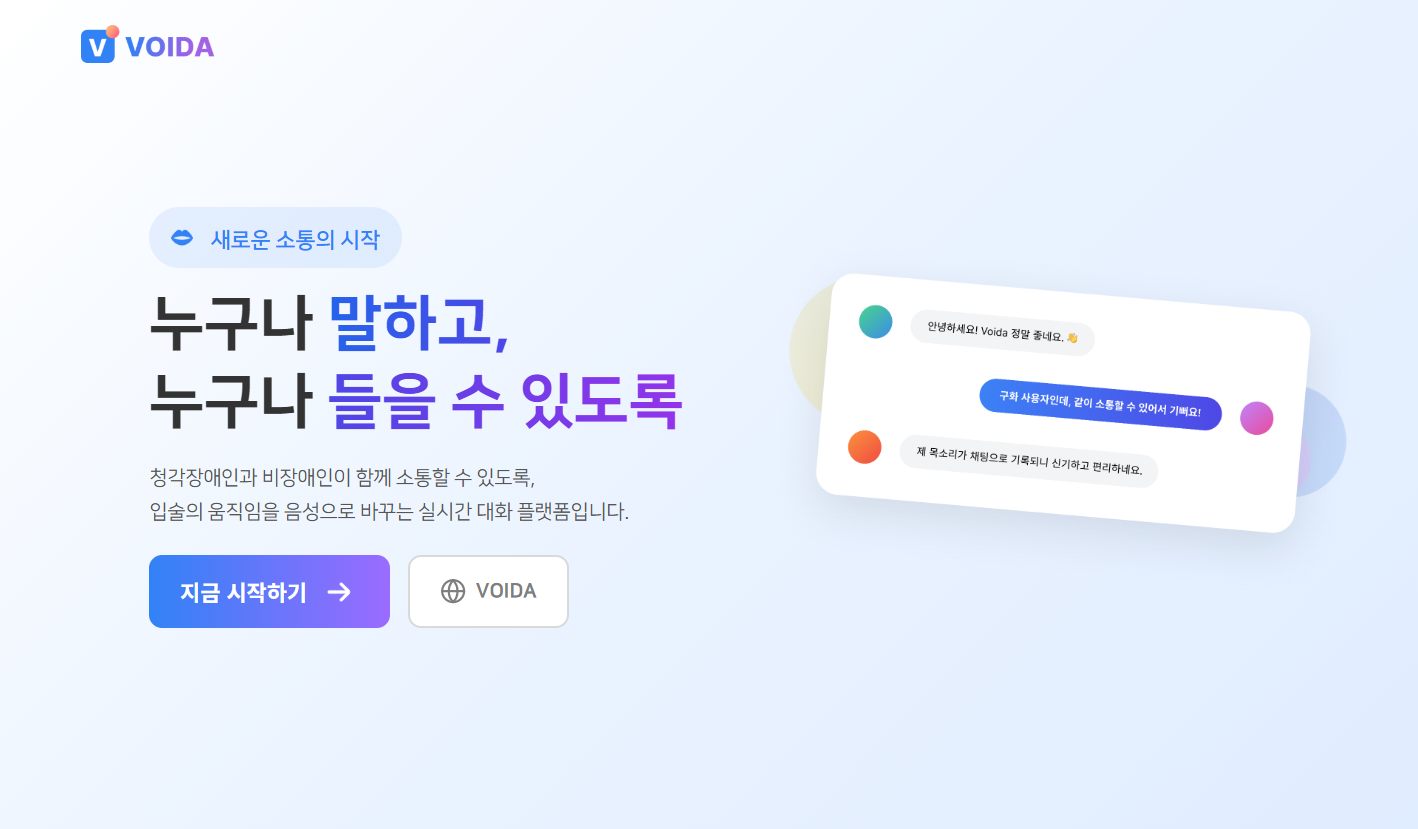 V VOIDA
새로운 소통의 시작
누구나 말하고,
누구나 들을 수 있도록
청각장애인과 비장애인이 함께 소통할 수 있도록,
입술의 움직임을 음성으로 바꾸는 실시간 대화 플랫폼입니다.
지금 시작하기 →
VOIDA
안녕하세요! Voida 정말 좋네요. 👋
구화 사용자인데, 같이 소통할 수 있어서 기뻐요!
제 목소리가 채팅으로 기록되니 신기하고 편리하네요.